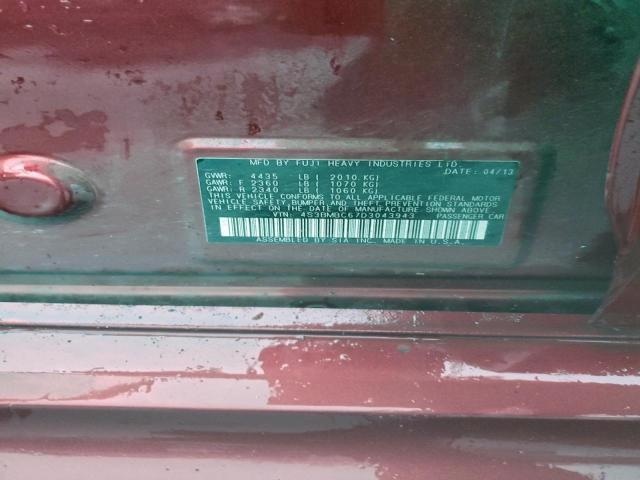 MFD BY FUJI HEAVY INDUSTRIES LTD.
DATE: 04/13
GVWR: 4435 LB ( 2010 KG)
GAWR: F 2360 LB ( 1070 KG)
GAWR: R 2340 LB ( 1060 KG)
THIS VEHICLE CONFORMS TO ALL APPLICABLE FEDERAL MOTOR
VEHICLE SAFETY BUMPER AND THEFT PREVENTION STANDARDS
IN EFFECT ON THE DATE OF MANUFACTURE SHOWN ABOVE.
VIN: 4S3BMBC67D3043943 PASSENGER CAR
ASSEMBLED BY SIA INC. MADE IN U.S.A.